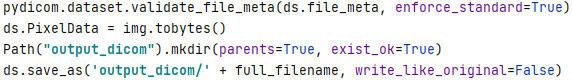 pydicom.dataset.validate_file_meta(ds.file_meta, enforce_standard=True)
ds.PixelData = img.tobytes()
Path("output_dicom").mkdir(parents=True, exist_ok=True)
ds.save_as('output_dicom/' + full_filename, write_like_original=False)